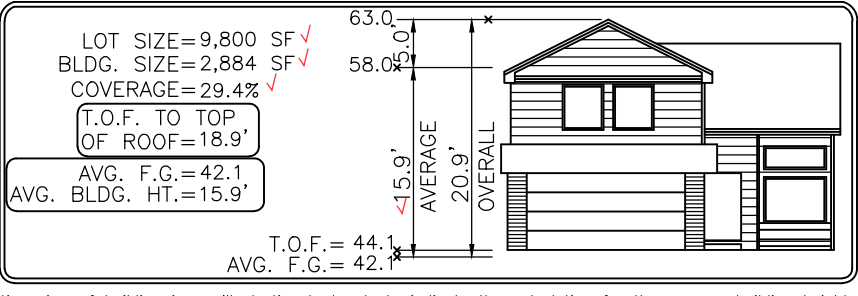 LOT SIZE=9,800 SF
BLDG. SIZE=2,884 SF
COVERAGE=29.4%
T.O.F. TO TOP
OF ROOF=18.9'
AVG. F.G.=42.1
AVG. BLDG. HT.=15.9'
63.0
5.0'
58.0
15.9'
AVERAGE
20.9'
OVERALL
T.O.F.= 44.1
AVG. F.G.= 42.1